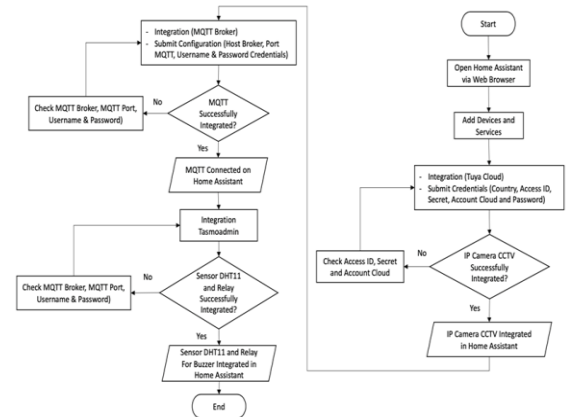 Start
Open Home Assistant
via Web Browser
Add Devices and
Services
- Integration (Tuya Cloud)
- Submit Credentials (Country, Access ID,
Secret, Account Cloud and Password)
IP Camera CCTV
Successfully
Integrated?
No
Check Access ID, Secret
and Account Cloud
Yes
IP Camera CCTV Integrated
in Home Assistant
- Integration (MQTT Broker)
- Submit Configuration (Host Broker, Port
MQTT, Username & Password Credentials)
MQTT
Successfully
Integrated?
No
Check MQTT Broker, MQTT Port,
Username & Password)
Yes
MQTT Connected on
Home Assistant
Integration
Tasmoadmin
Sensor DHT11
and Relay
Successfully
Integrated?
No
Check MQTT Broker, MQTT Port,
Username & Password)
Yes
Sensor DHT11 and Relay
For Buzzer Integrated in
Home Assistant
End